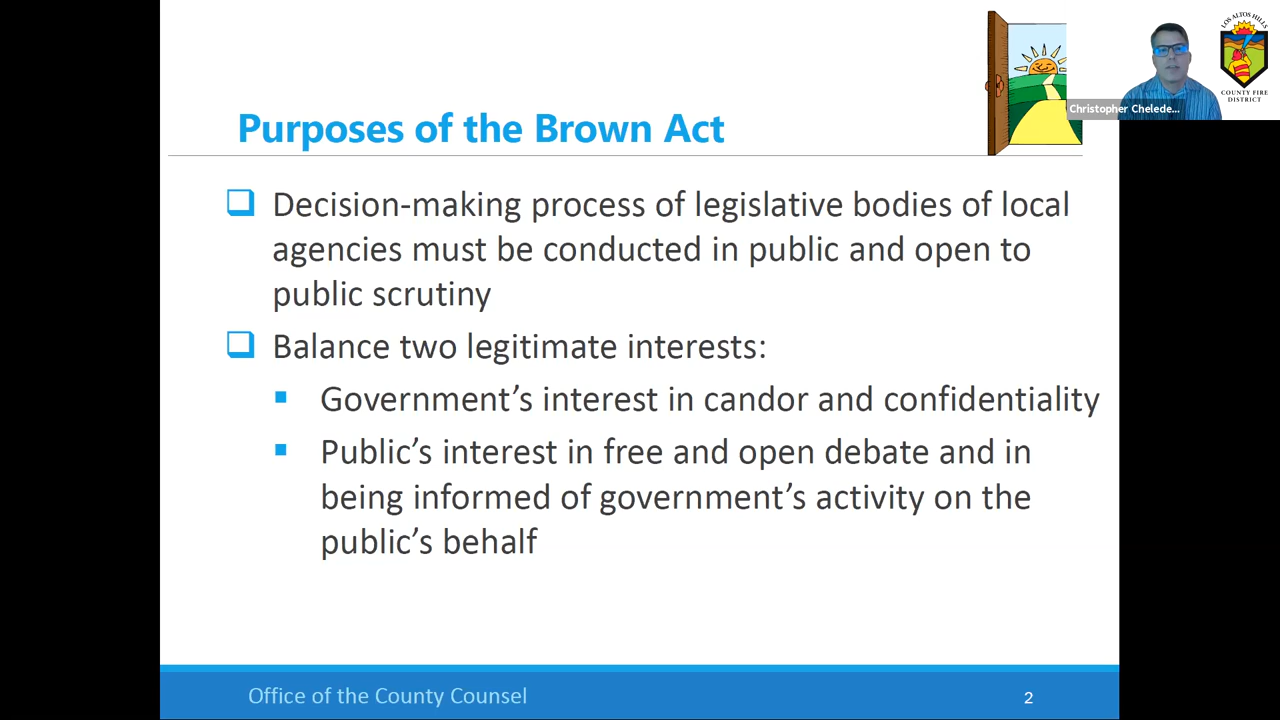 LOS ALTOS HILLS
COUNTY FIRE
DISTRICT
Christopher Chelede...
Purposes of the Brown Act
Decision-making process of legislative bodies of local
agencies must be conducted in public and open to
public scrutiny
Balance two legitimate interests:
Government’s interest in candor and confidentiality
Public’s interest in free and open debate and in
being informed of government’s activity on the
public’s behalf
Office of the County Counsel
2